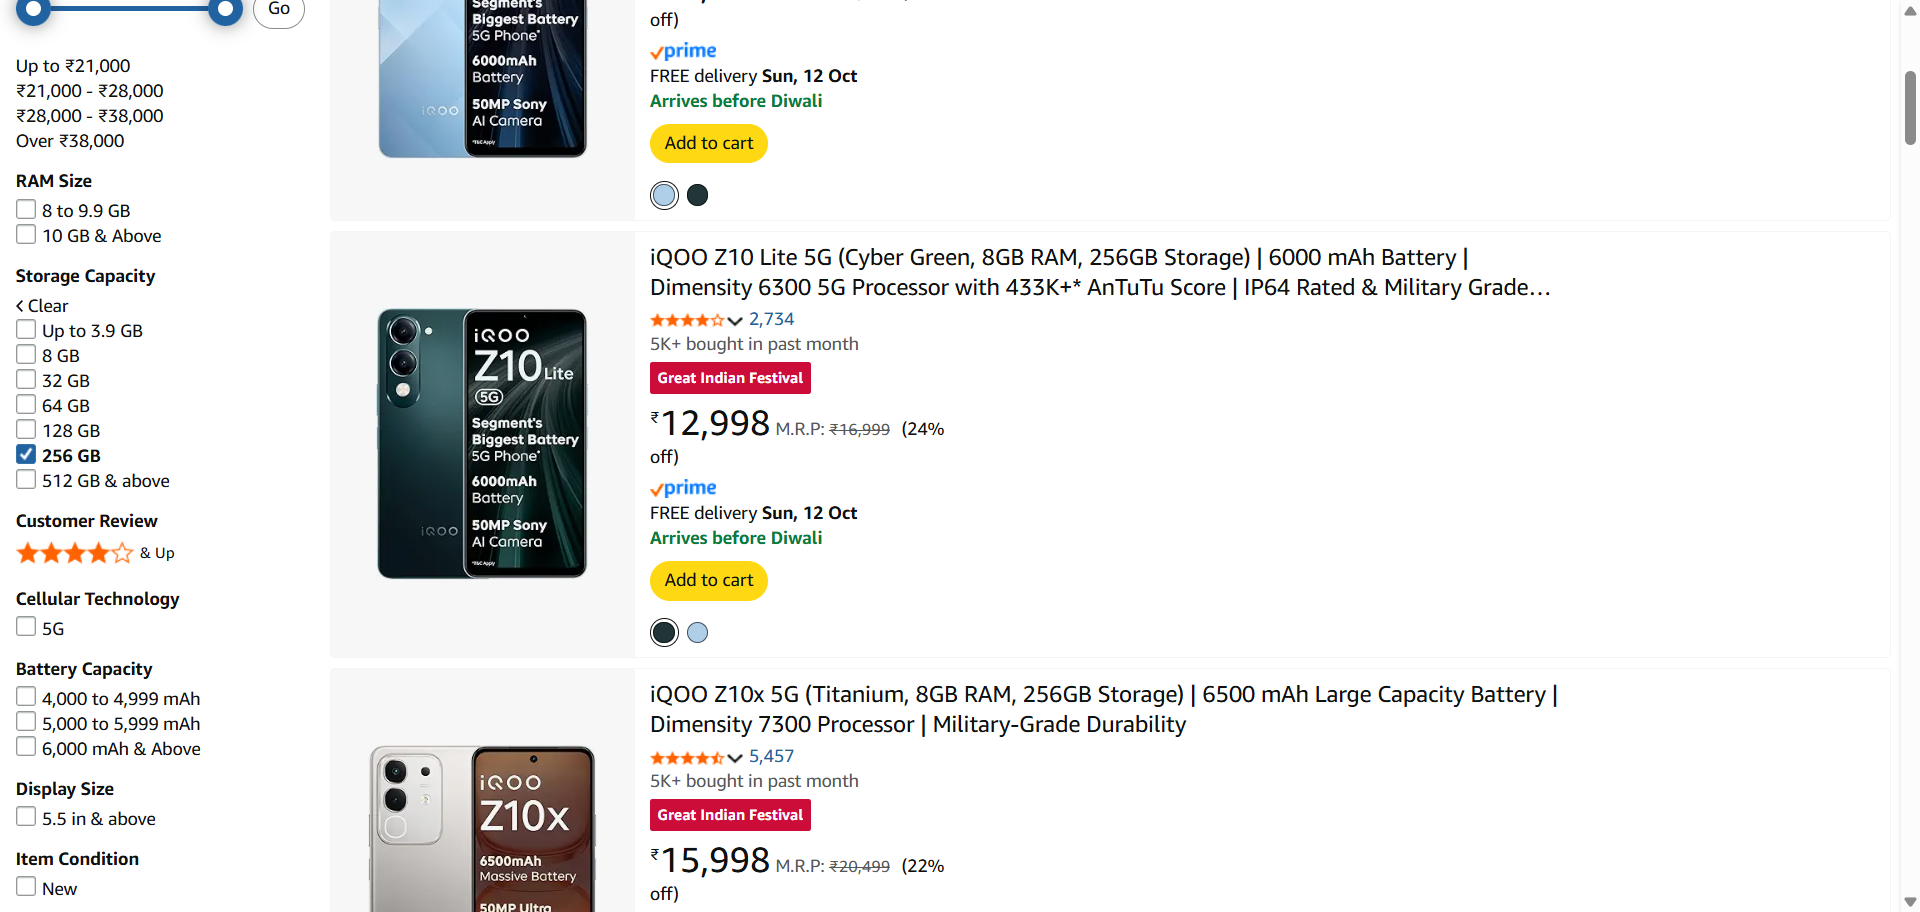 Go
Up to ₹21,000
₹21,000 - ₹28,000
₹28,000 - ₹38,000
Over ₹38,000
RAM Size
8 to 9.9 GB
10 GB & Above
Storage Capacity
Clear
Up to 3.9 GB
8 GB
32 GB
64 GB
128 GB
256 GB
512 GB & above
Customer Review
& Up
Cellular Technology
5G
Battery Capacity
4,000 to 4,999 mAh
5,000 to 5,999 mAh
6,000 mAh & Above
Display Size
5.5 in & above
Item Condition
New
Segment's
Biggest Battery
5G Phone*
6000mAh
Battery
50MP Sony
AI Camera
*T&C Apply
iQOO
off)
prime
FREE delivery Sun, 12 Oct
Arrives before Diwali
Add to cart
iQOO
Z10 Lite
5G
Segment's
Biggest Battery
5G Phone*
6000mAh
Battery
50MP Sony
AI Camera
*T&C Apply
iQOO
iQOO Z10 Lite 5G (Cyber Green, 8GB RAM, 256GB Storage) | 6000 mAh Battery |
Dimensity 6300 5G Processor with 433K+* AnTuTu Score | IP64 Rated & Military Grade…
2,734
5K+ bought in past month
Great Indian Festival
₹12,998 M.R.P: ₹16,999 (24%
off)
prime
FREE delivery Sun, 12 Oct
Arrives before Diwali
Add to cart
iQOO
Z10x
6500mAh
Massive Battery
50MP Ultra
iQOO Z10x 5G (Titanium, 8GB RAM, 256GB Storage) | 6500 mAh Large Capacity Battery |
Dimensity 7300 Processor | Military-Grade Durability
5,457
5K+ bought in past month
Great Indian Festival
₹15,998 M.R.P: ₹20,499 (22%
off)